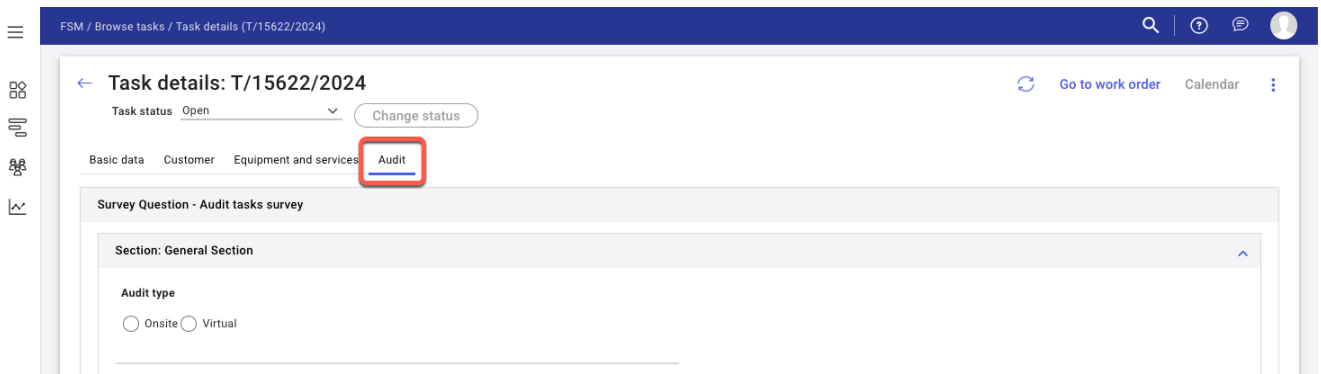 FSM / Browse tasks / Task details (T/15622/2024)
Task details: T/15622/2024
Go to work order
Calendar
Task status Open
Change status
Basic data Customer Equipment and services Audit
Survey Question - Audit tasks survey
Section: General Section
Audit type
Onsite Virtual